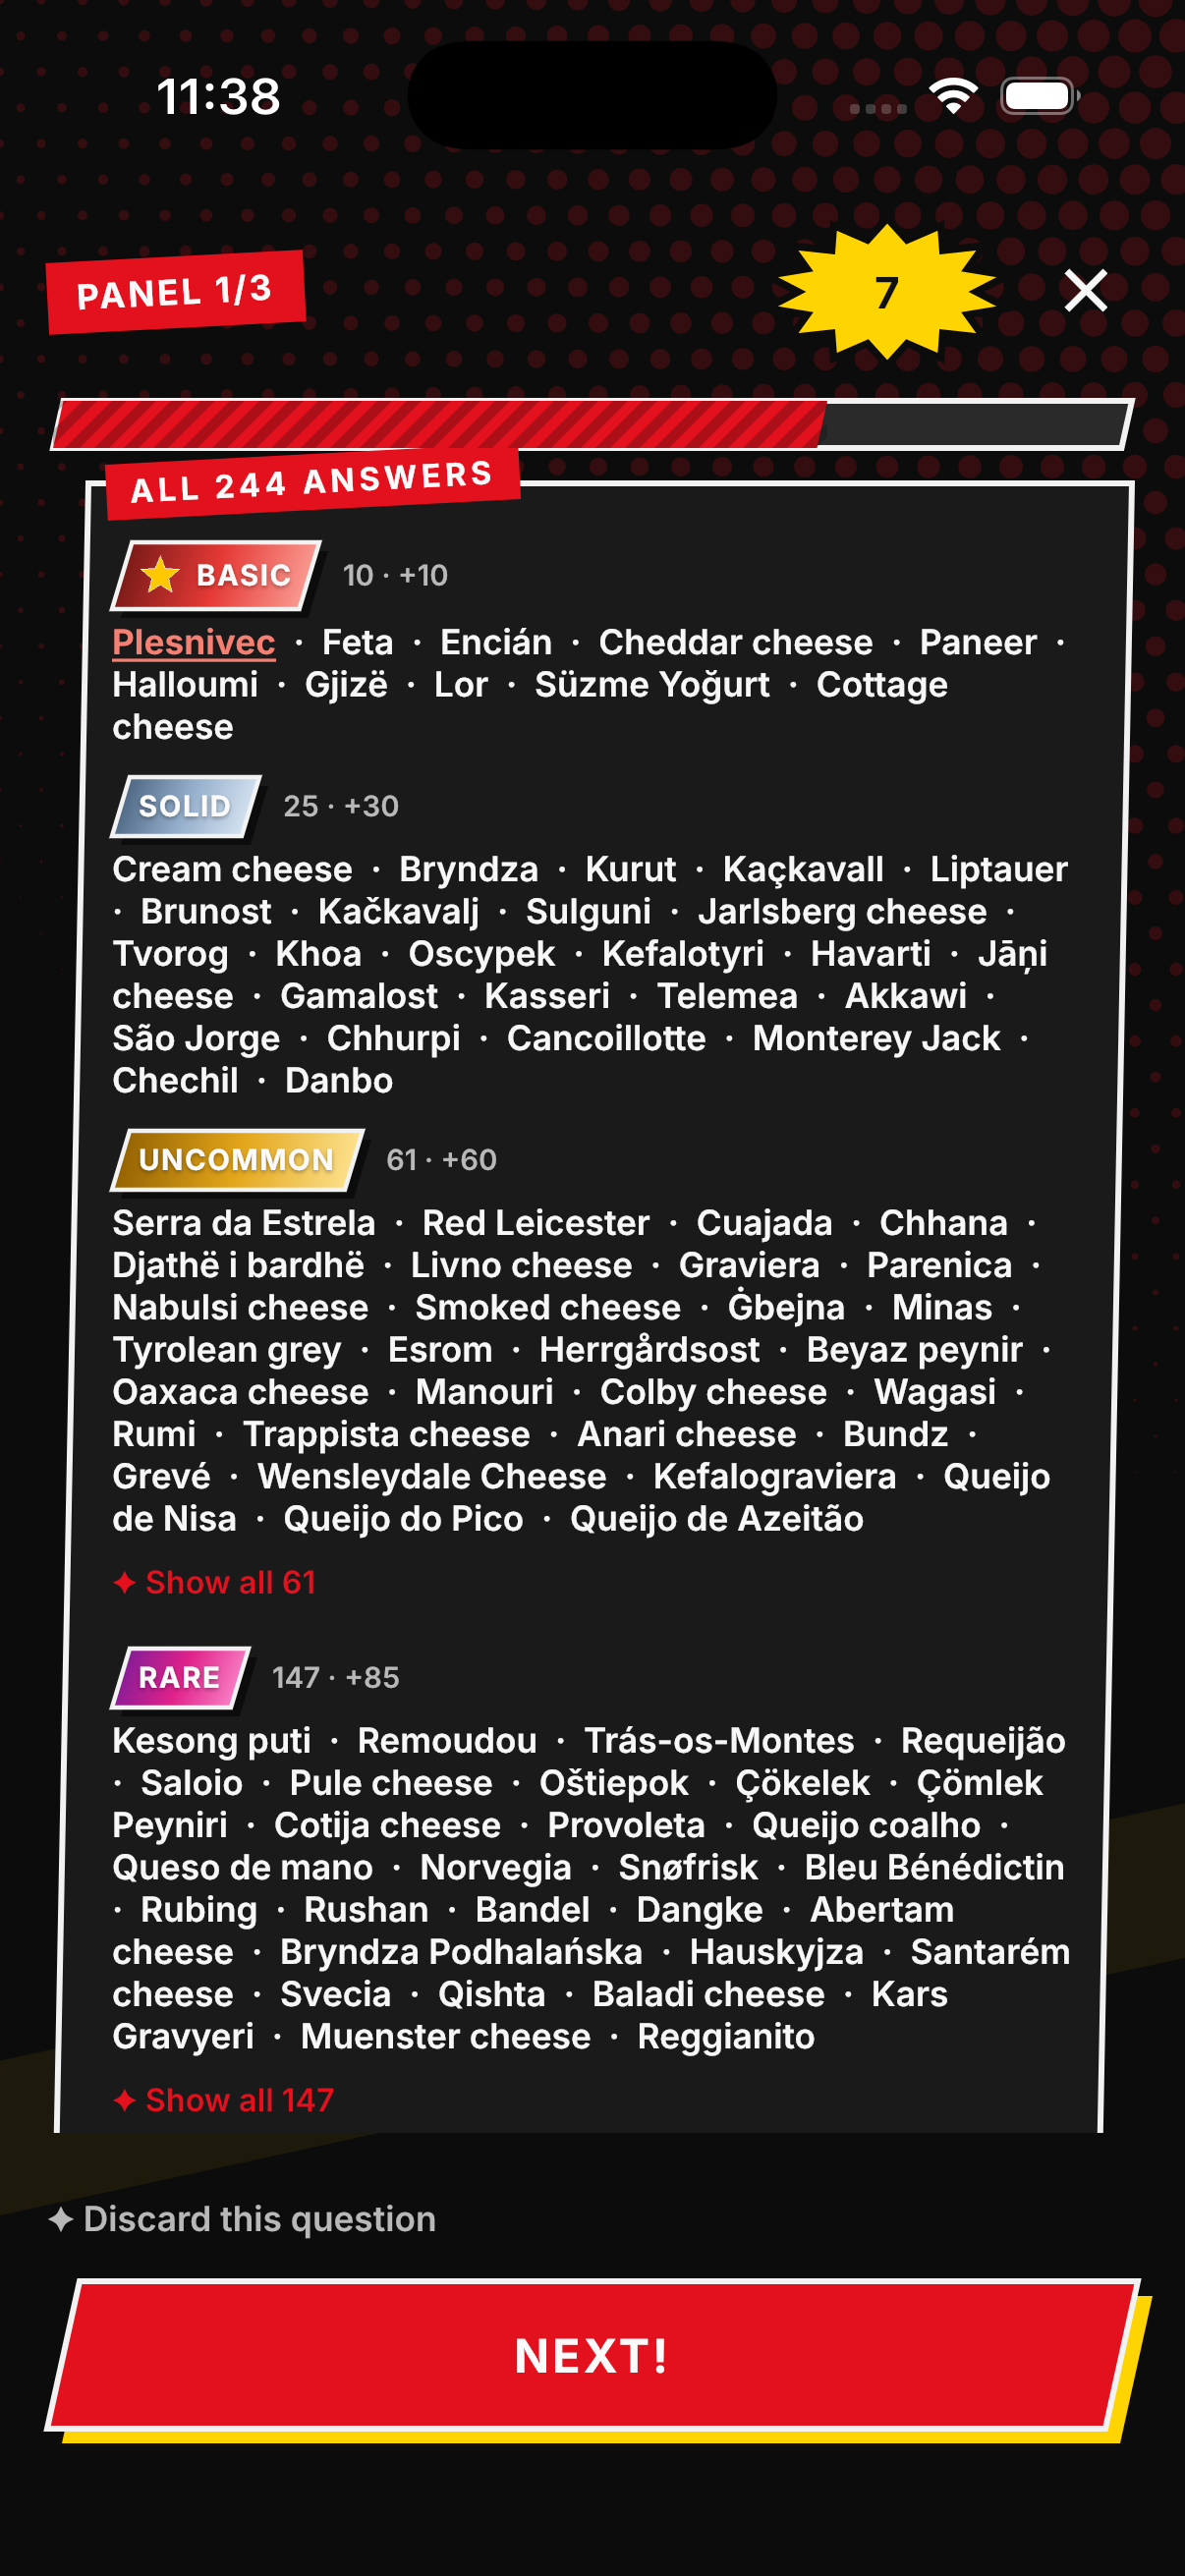 11:38
PANEL 1/3
7
ALL 244 ANSWERS
BASIC 10 · +10
Plesnivec · Feta · Encián · Cheddar cheese · Paneer ·
Halloumi · Gjizë · Lor · Süzme Yoğurt · Cottage
cheese
SOLID 25 · +30
Cream cheese · Bryndza · Kurut · Kaçkavall · Liptauer
· Brunost · Kačkavalj · Sulguni · Jarlsberg cheese ·
Tvorog · Khoa · Oscypek · Kefalotyri · Havarti · Jāņi
cheese · Gamalost · Kasseri · Telemea · Akkawi ·
São Jorge · Chhurpi · Cancoillotte · Monterey Jack ·
Chechil · Danbo
UNCOMMON 61 · +60
Serra da Estrela · Red Leicester · Cuajada · Chhana ·
Djathë i bardhë · Livno cheese · Graviera · Parenica ·
Nabulsi cheese · Smoked cheese · Ġbejna · Minas ·
Tyrolean grey · Esrom · Herrgårdsost · Beyaz peynir ·
Oaxaca cheese · Manouri · Colby cheese · Wagasi ·
Rumi · Trappista cheese · Anari cheese · Bundz ·
Grevé · Wensleydale Cheese · Kefalograviera · Queijo
de Nisa · Queijo do Pico · Queijo de Azeitão
✦ Show all 61
RARE 147 · +85
Kesong puti · Remoudou · Trás-os-Montes · Requeijão
· Saloio · Pule cheese · Oštiepok · Çökelek · Çömlek
Peyniri · Cotija cheese · Provoleta · Queijo coalho ·
Queso de mano · Norvegia · Snøfrisk · Bleu Bénédictin
· Rubing · Rushan · Bandel · Dangke · Abertam
cheese · Bryndza Podhalańska · Hauskyjza · Santarém
cheese · Svecia · Qishta · Baladi cheese · Kars
Gravyeri · Muenster cheese · Reggianito
✦ Show all 147
✦ Discard this question
NEXT!